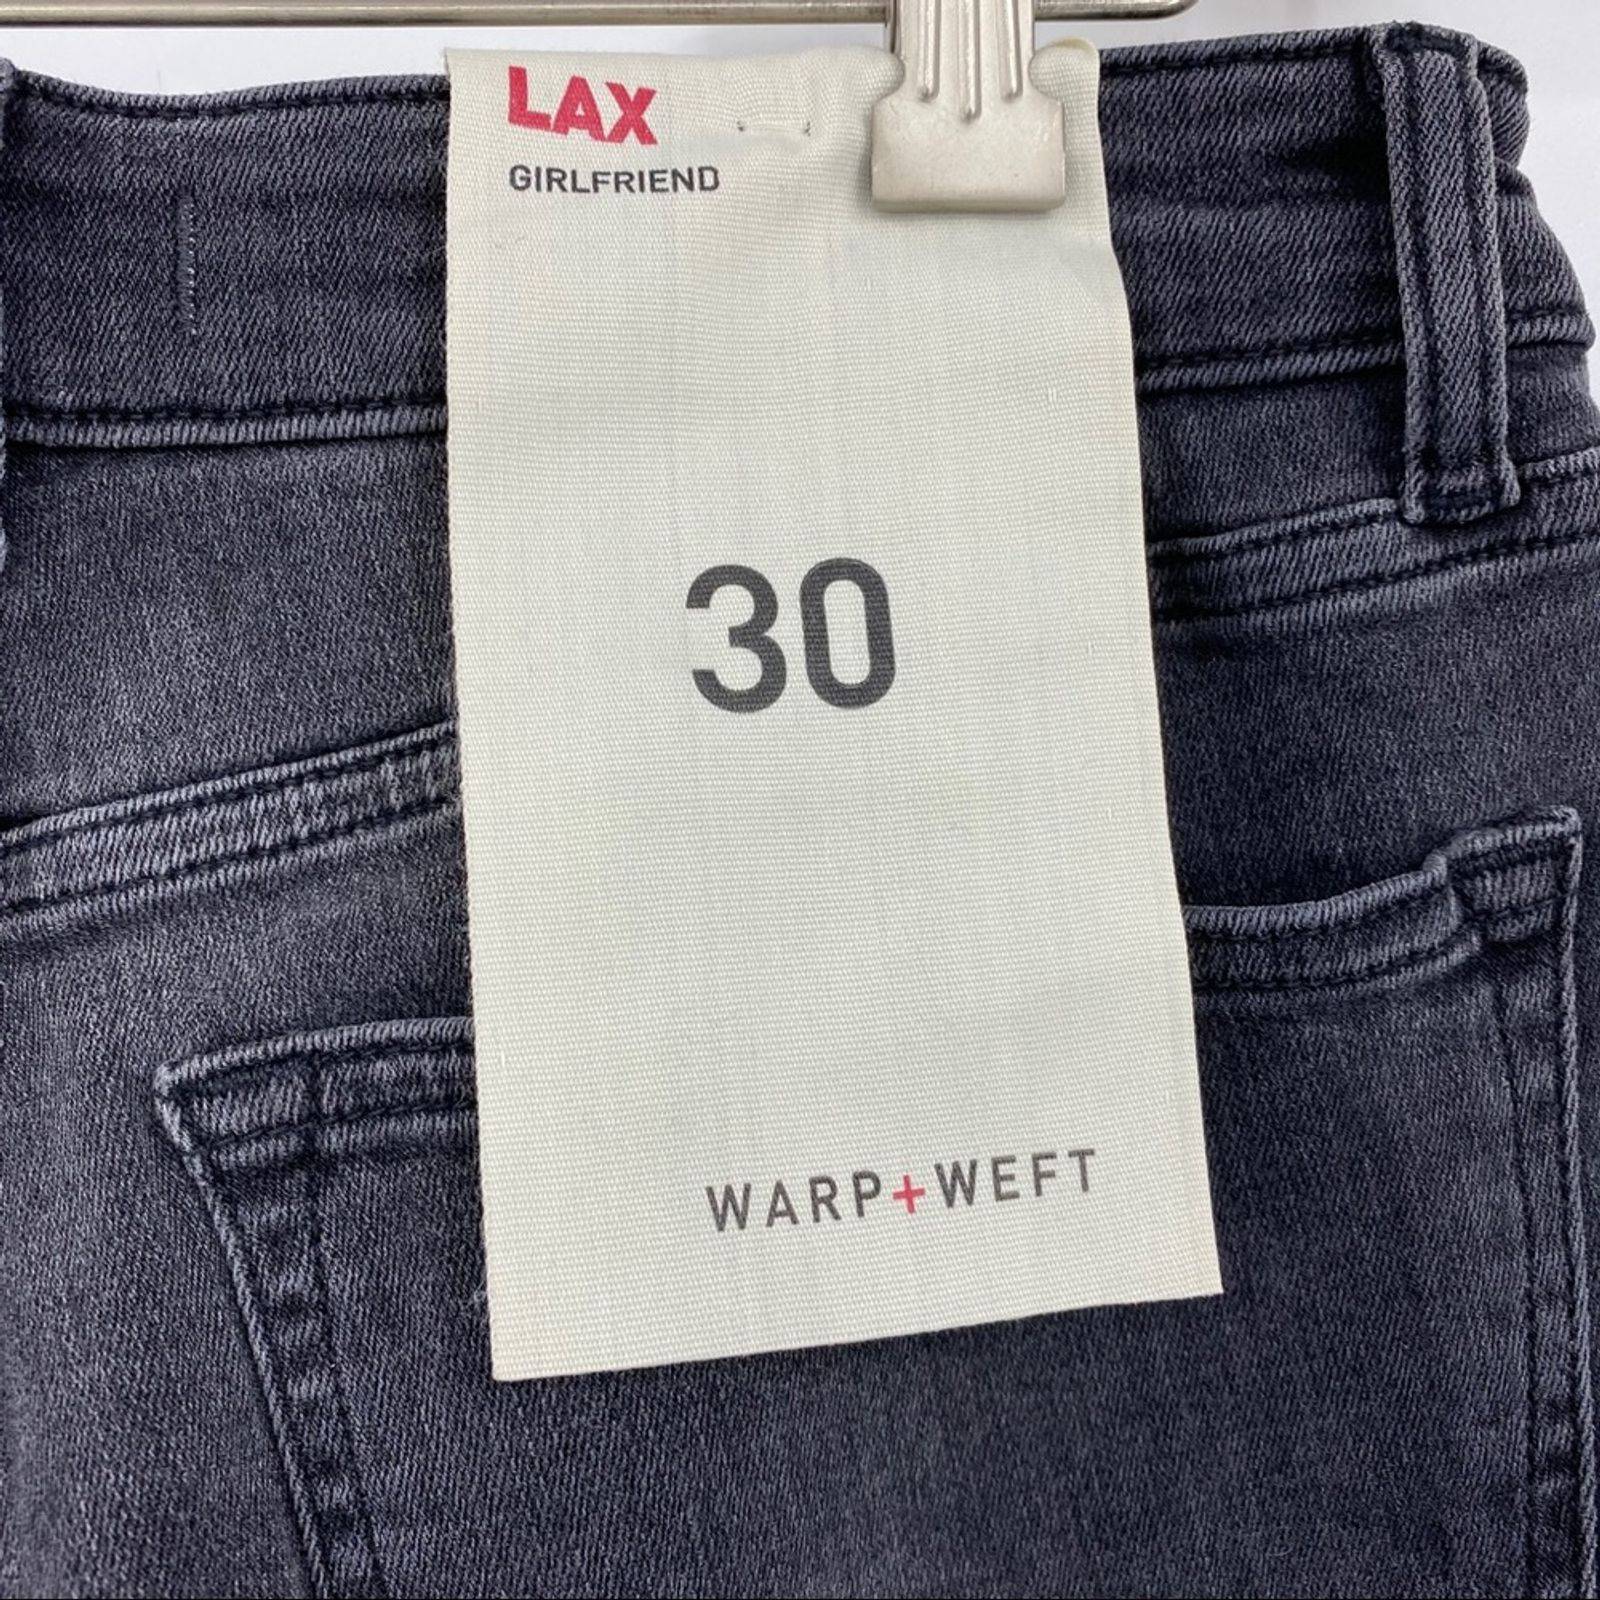 LAX
GIRLFRIEND
30
WARP+WEFT